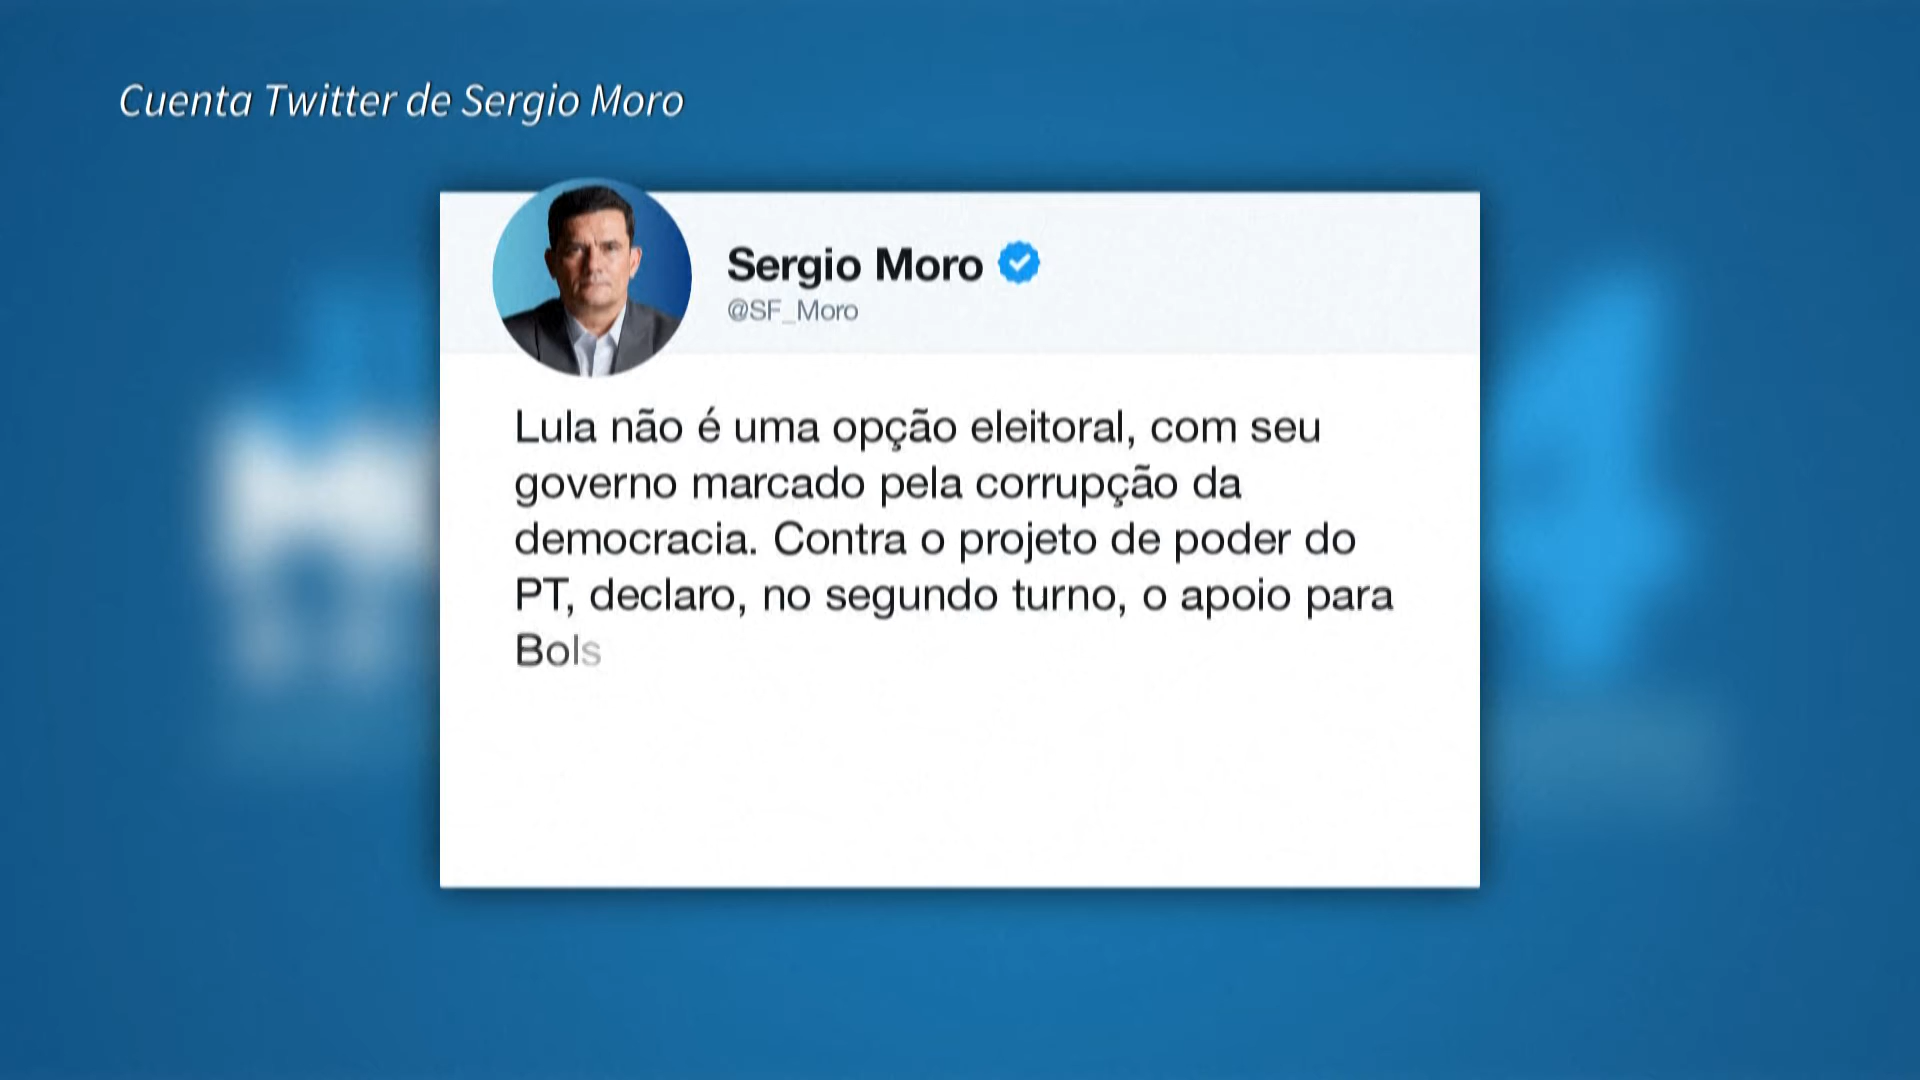 Cuenta Twitter de Sergio Moro
Sergio Moro
@SF_Moro
Lula não é uma opção eleitoral, com seu
governo marcado pela corrupção da
democracia. Contra o projeto de poder do
PT, declaro, no segundo turno, o apoio para
Bols